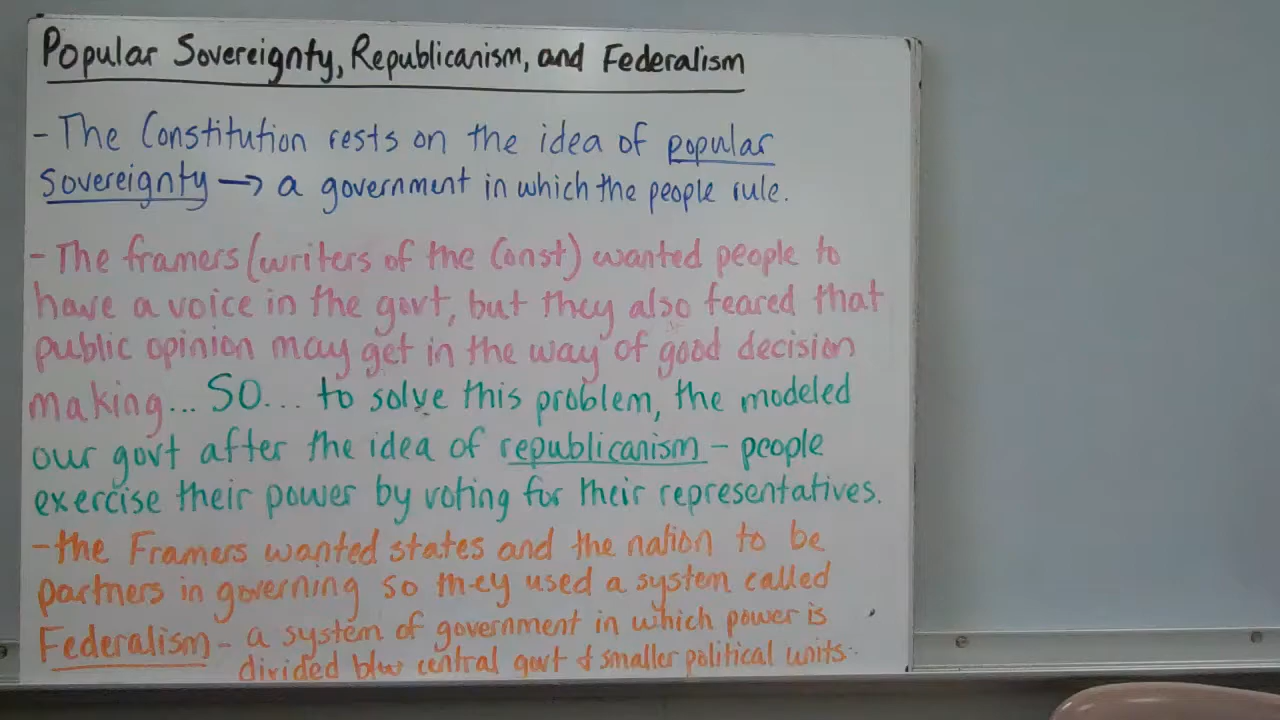 Popular Sovereignty, Republicanism, and Federalism
- The Constitution rests on the idea of popular
sovereignty → a government in which the people rule.
- The framers (writers of the Const) wanted people to
have a voice in the govt, but they also feared that
public opinion may get in the way of good decision
making... SO... to solve this problem, the modeled
our govt after the idea of republicanism - people
exercise their power by voting for their representatives.
- the Framers wanted states and the nation to be
partners in governing so they used a system called
Federalism - a system of government in which power is
divided btw central govt & smaller political units.